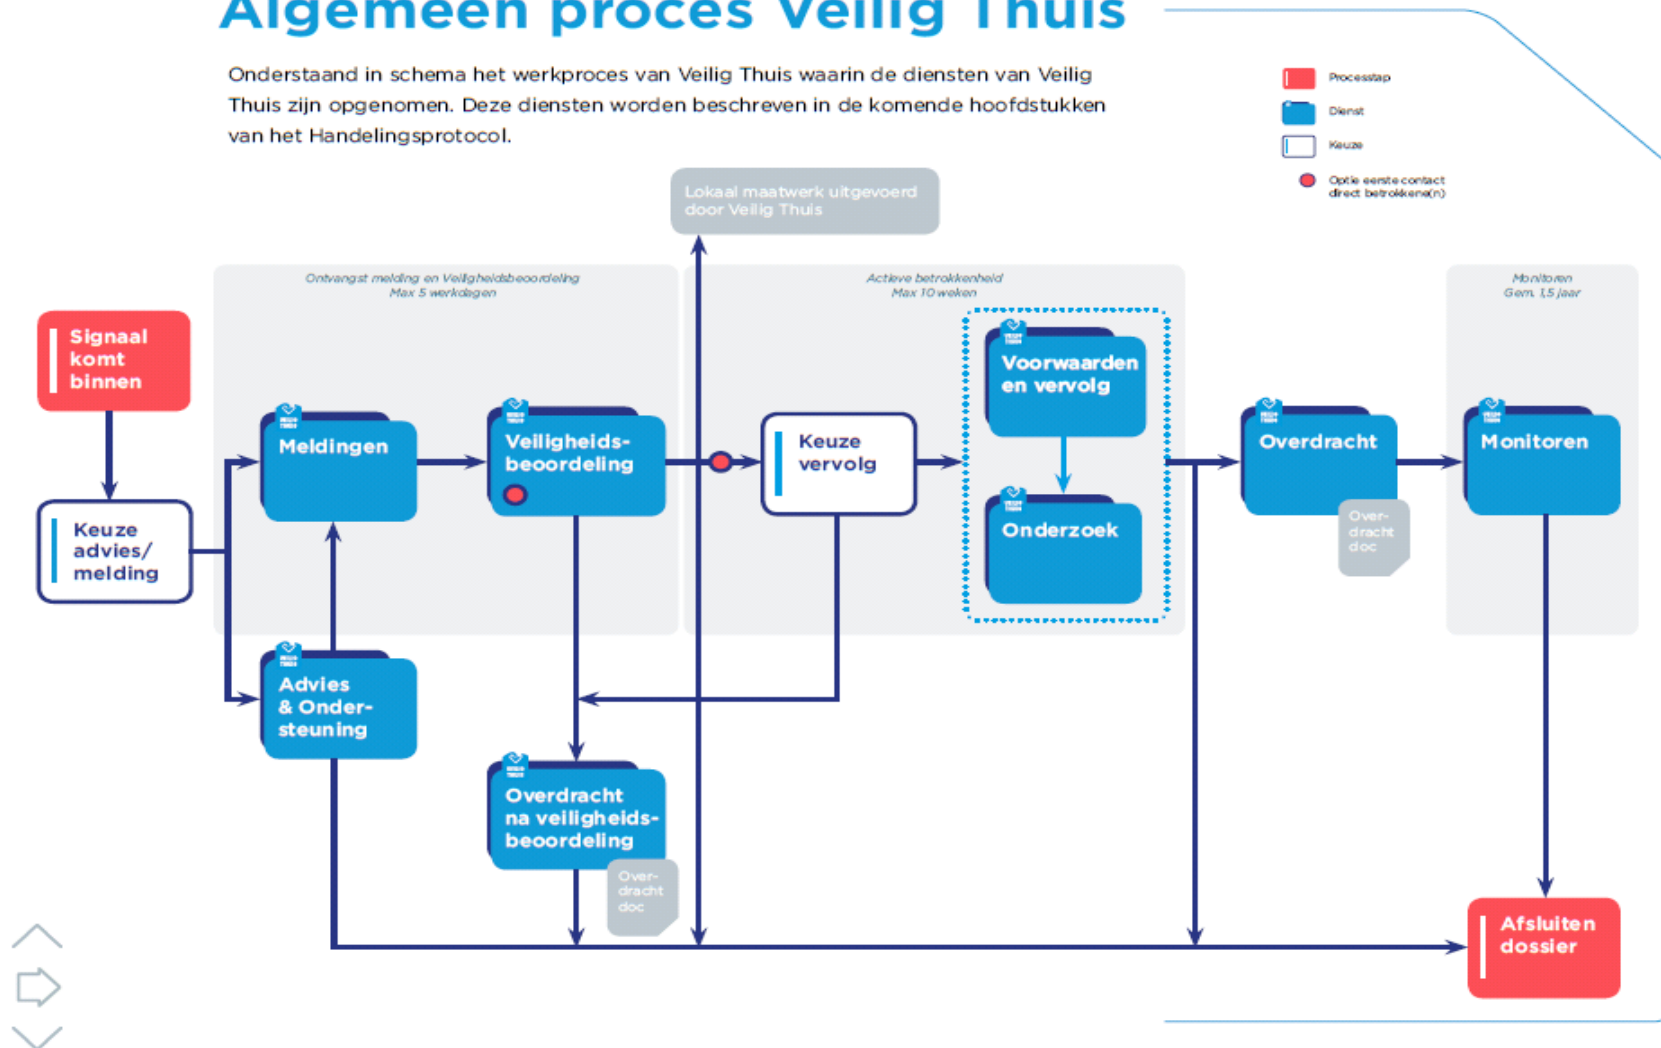 Algemeen proces Veilig Thuis
Onderstaand in schema het werkproces van Veilig Thuis waarin de diensten van Veilig
Thuis zijn opgenomen. Deze diensten worden beschreven in de komende hoofdstukken
van het Handelingsprotocol.
Processtap
Dienst
Keuze
Optie eerste contact
direct betrokkene(n)
Lokaal maatwerk uitgevoerd
door Veilig Thuis
Ontvangst melding en Veiligheidsbeoordeling
Max 5 werkdagen
Actieve betrokkenheid
Max 10 weken
Monitoren
Gem. 1,5 jaar
Signaal
komt
binnen
Keuze
advies/
melding
Meldingen
Veiligheids-
beoordeling
Keuze
vervolg
Voorwaarden
en vervolg
Onderzoek
Overdracht
Over-
dracht
doc
Monitoren
Advies
& Onder-
steuning
Overdracht
na veiligheids-
beoordeling
Over-
dracht
doc
Afsluiten
dossier